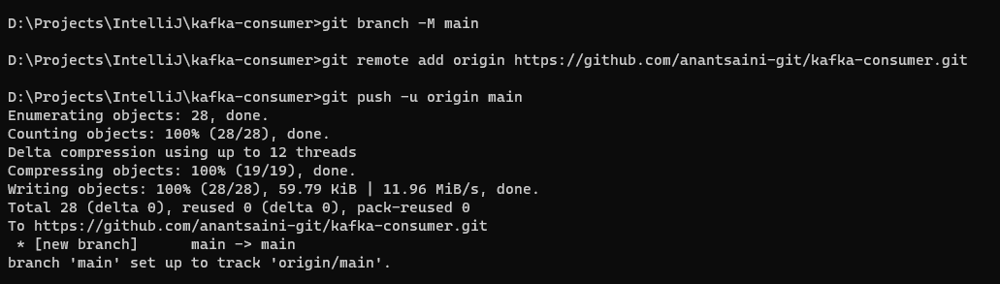 D:\Projects\IntelliJ\kafka-consumer>git branch -M main
D:\Projects\IntelliJ\kafka-consumer>git remote add origin https://github.com/anantsaini-git/kafka-consumer.git
D:\Projects\IntelliJ\kafka-consumer>git push -u origin main
Enumerating objects: 28, done.
Counting objects: 100% (28/28), done.
Delta compression using up to 12 threads
Compressing objects: 100% (19/19), done.
Writing objects: 100% (28/28), 59.79 KiB | 11.96 MiB/s, done.
Total 28 (delta 0), reused 0 (delta 0), pack-reused 0
To https://github.com/anantsaini-git/kafka-consumer.git
 * [new branch]      main -> main
branch 'main' set up to track 'origin/main'.